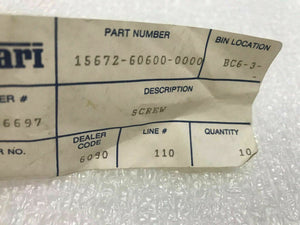 ari
PART NUMBER
BIN LOCATION
15672-60600-0000
BC6-3-
ER #
DESCRIPTION
6697
SCREW
R NO.
DEALER CODE
LINE #
QUANTITY
6090
110
10